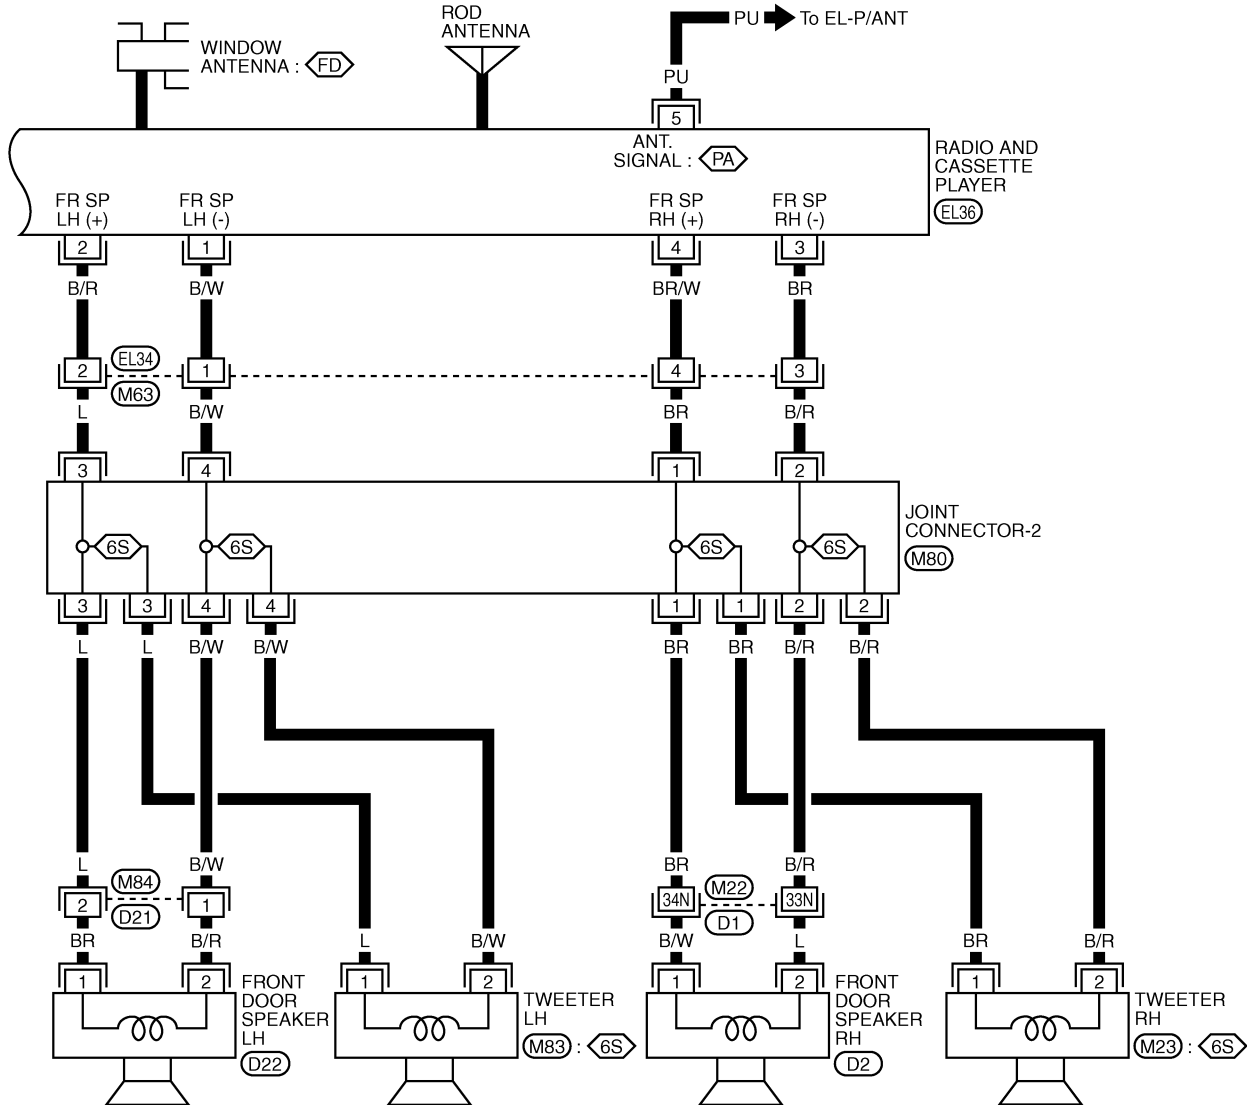 ROD
ANTENNA
PU
To EL-P/ANT
WINDOW
ANTENNA : FD
PU
5
ANT.
SIGNAL : PA
RADIO AND
CASSETTE
PLAYER
EL36
FR SP
LH (+)
FR SP
LH (-)
FR SP
RH (+)
FR SP
RH (-)
2 1 4 3
B/R B/W BR/W BR
EL34
2 1 4 3
M63
L B/W BR B/R
3 4 1 2
JOINT
CONNECTOR-2
M80
6S 6S 6S 6S
3 3 4 4 1 1 2 2
L L B/W B/W BR BR B/R B/R
L B/W BR B/R
M84 M22
2 1 34N 33N
D21 D1
BR B/R L B/W B/W L BR B/R
1 2 1 2 1 2 1 2
FRONT
DOOR
SPEAKER
LH
D22
TWEETER
LH
M83 : 6S
FRONT
DOOR
SPEAKER
RH
D2
TWEETER
RH
M23 : 6S